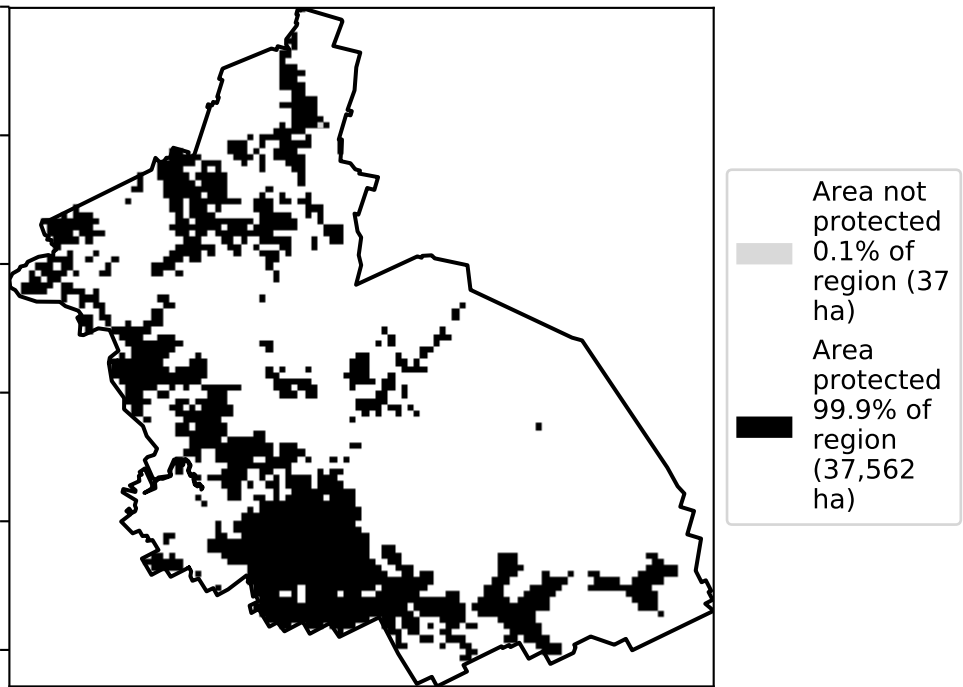 Area not
protected
0.1% of
region (37
ha)
Area
protected
99.9% of
region
(37,562
ha)